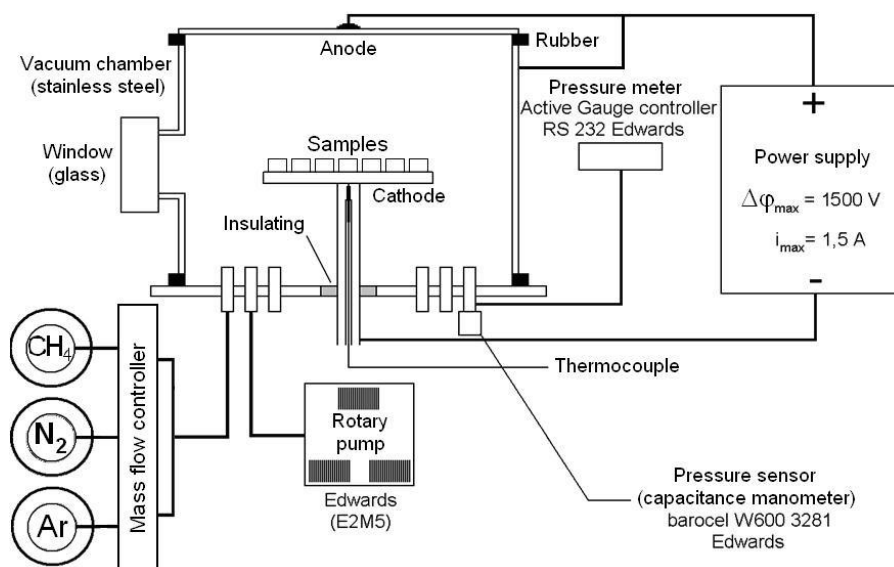 Anode
Rubber
Vacuum chamber
(stainless steel)
Pressure meter
Active Gauge controller
RS 232 Edwards
+
Window
(glass)
Samples
Cathode
Power supply
Δφmax = 1500 V
imax= 1,5 A
-
Insulating
CH4
N2
Ar
Mass flow controller
Thermocouple
Rotary
pump
Edwards
(E2M5)
Pressure sensor
(capacitance manometer)
barocel W600 3281
Edwards